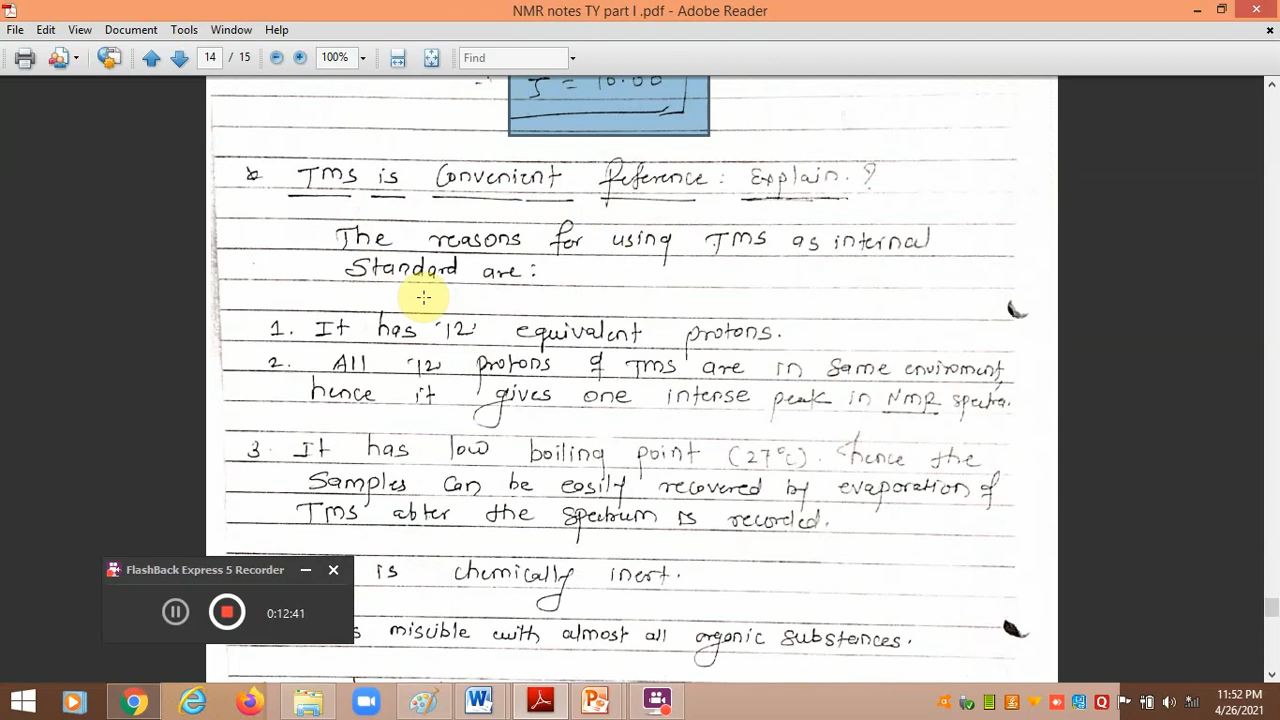 NMR notes TY part I .pdf - Adobe Reader
File Edit View Document Tools Window Help
14 / 15 100% Find
J = 10.00
TMS is Convenient Reference: Explain.?
The reasons for using TMS as internal
Standard are:
1. It has '12' equivalent protons.
2. All '12 protons of TMS are in Same enviroment,
hence it gives one intense peak in NMR spectra.
3. It has low boiling point (27°c). hence the
Samples can be easily recovered by evaporation of
TMS after the spectrum is recorded.
FlashBack Express 5 Recorder
is chemically inert.
0:12:41
s miscible with almost all organic substances.
11:52 PM
4/26/2021